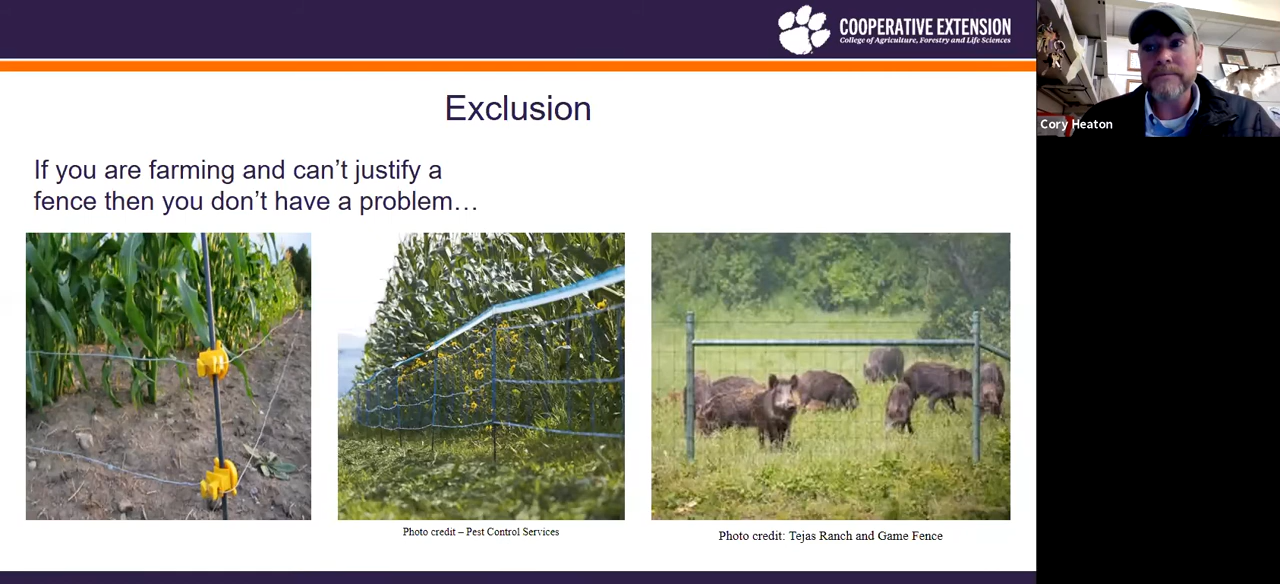 COOPERATIVE EXTENSION
College of Agriculture, Forestry and Life Sciences
Cory Heaton
Exclusion
If you are farming and can’t justify a
fence then you don’t have a problem…
Photo credit – Pest Control Services
Photo credit: Tejas Ranch and Game Fence